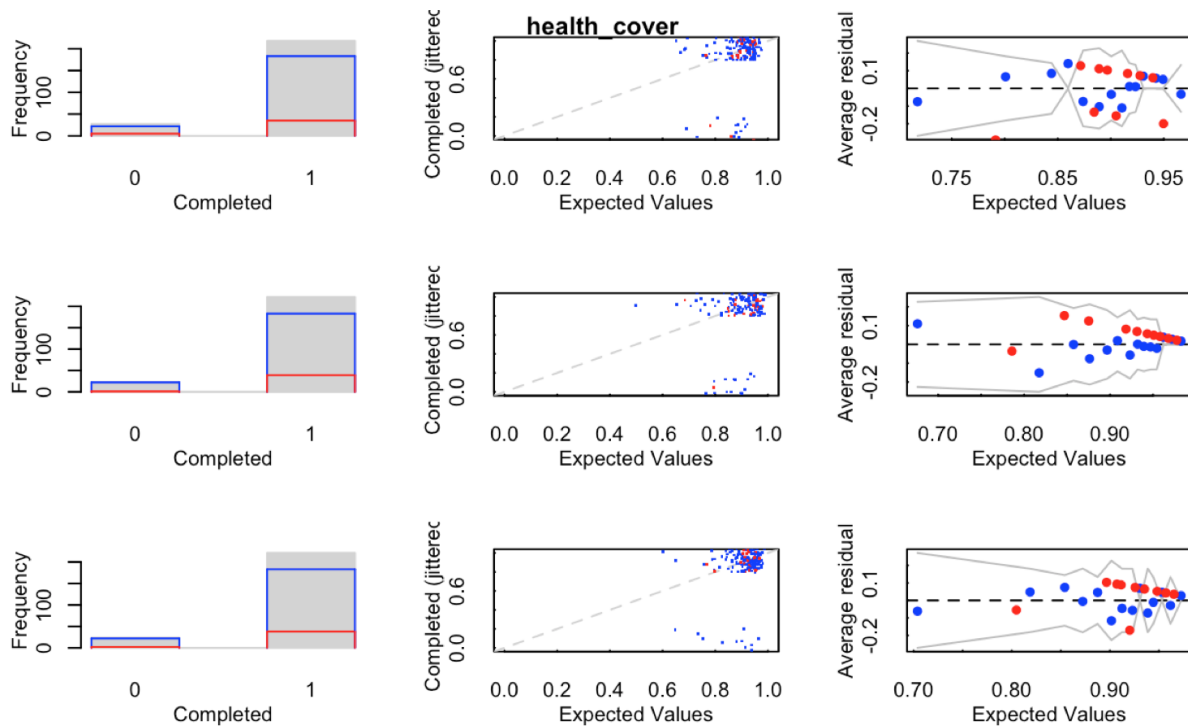 health_cover
Frequency
0
100
0
1
Completed
Completed (jittered
0.0
0.6
0.0 0.2 0.4 0.6 0.8 1.0
Expected Values
Average residual
-0.2
0.1
0.75 0.85 0.95
Expected Values
Frequency
0
100
0
1
Completed
Completed (jittered
0.0
0.6
0.0 0.2 0.4 0.6 0.8 1.0
Expected Values
Average residual
-0.2
0.1
0.70 0.80 0.90
Expected Values
Frequency
0
100
0
1
Completed
Completed (jittered
0.0
0.6
0.0 0.2 0.4 0.6 0.8 1.0
Expected Values
Average residual
-0.2
0.1
0.70 0.80 0.90
Expected Values